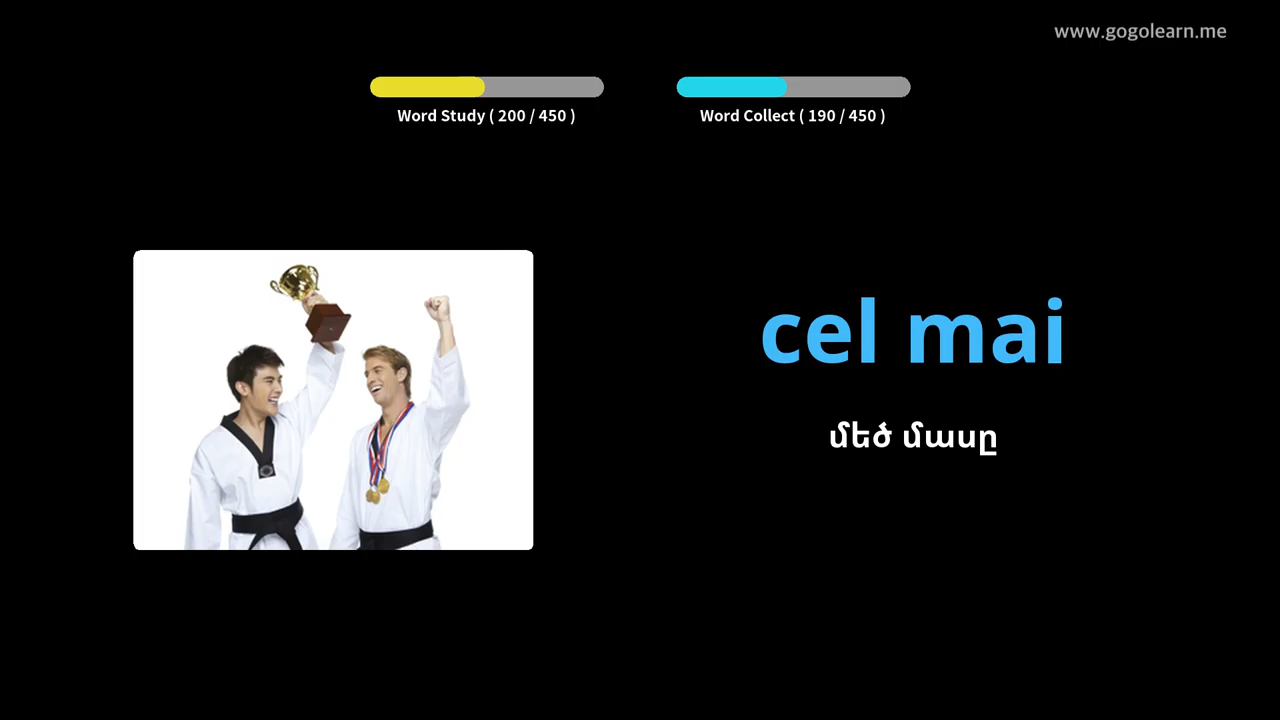 www.gogolearn.me
Word Study ( 200 / 450 )
Word Collect ( 190 / 450 )
cel mai
մեծ մասը